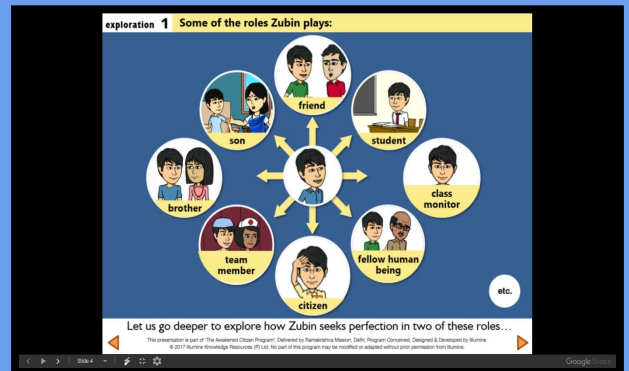 exploration 1 Some of the roles Zubin plays:
friend
son
student
brother
class
monitor
team
member
fellow human
being
citizen
etc.
Let us go deeper to explore how Zubin seeks perfection in two of these roles…
This presentation is part of 'The Awakened Citizen Program'; Delivered by Ramakrishna Mission, Delhi, Program Conceived, Designed & Developed by Illumine
© 2017 Illumine Knowledge Resources (P) Ltd. No part of this program may be modified or adapted without prior permission from Illumine.
Slide 4
Google Slides